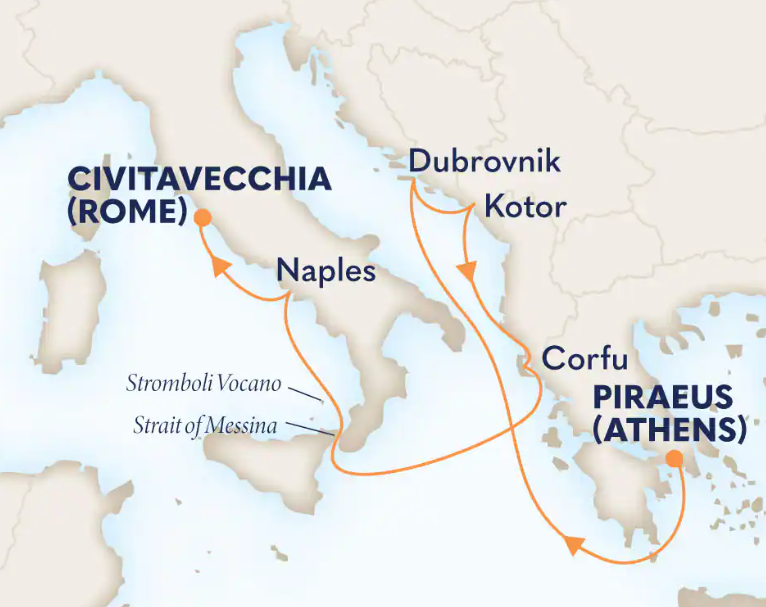 Dubrovnik
CIVITAVECCHIA
(ROME)
Kotor
Naples
Corfu
Stromboli Vocano
PIRAEUS
(ATHENS)
Strait of Messina